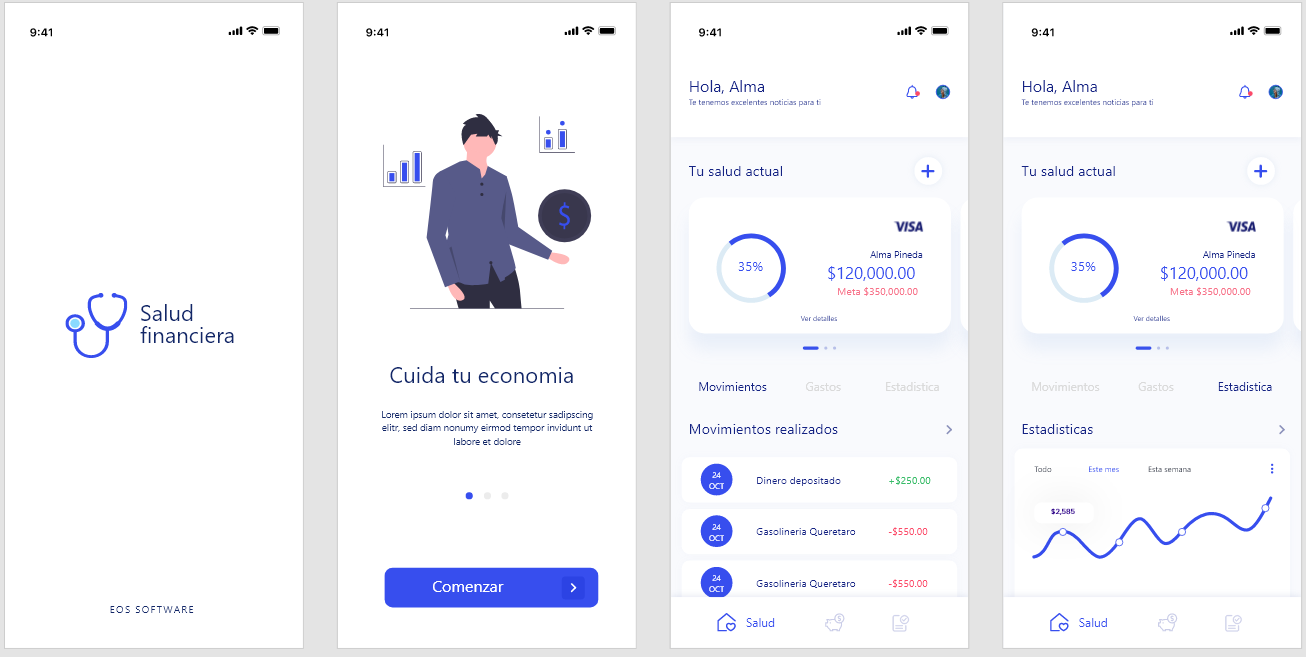 9:41
Salud
financiera
EOS SOFTWARE
9:41
$
Cuida tu economia
Lorem ipsum dolor sit amet, consetetur sadipscing
elitr, sed diam nonumy eirmod tempor invidunt ut
labore et dolore
Comenzar
9:41
Hola, Alma
Te tenemos excelentes noticias para ti
Tu salud actual
VISA
35%
Alma Pineda
$120,000.00
Meta $350,000.00
Ver detalles
Movimientos Gastos Estadistica
Movimientos realizados
24
OCT
Dinero depositado +$250.00
24
OCT
Gasolineria Queretaro -$550.00
24
OCT
Gasolineria Queretaro -$550.00
Salud
9:41
Hola, Alma
Te tenemos excelentes noticias para ti
Tu salud actual
VISA
35%
Alma Pineda
$120,000.00
Meta $350,000.00
Ver detalles
Movimientos Gastos Estadistica
Estadisticas
Todo Este mes Esta semana
$2,585
Salud